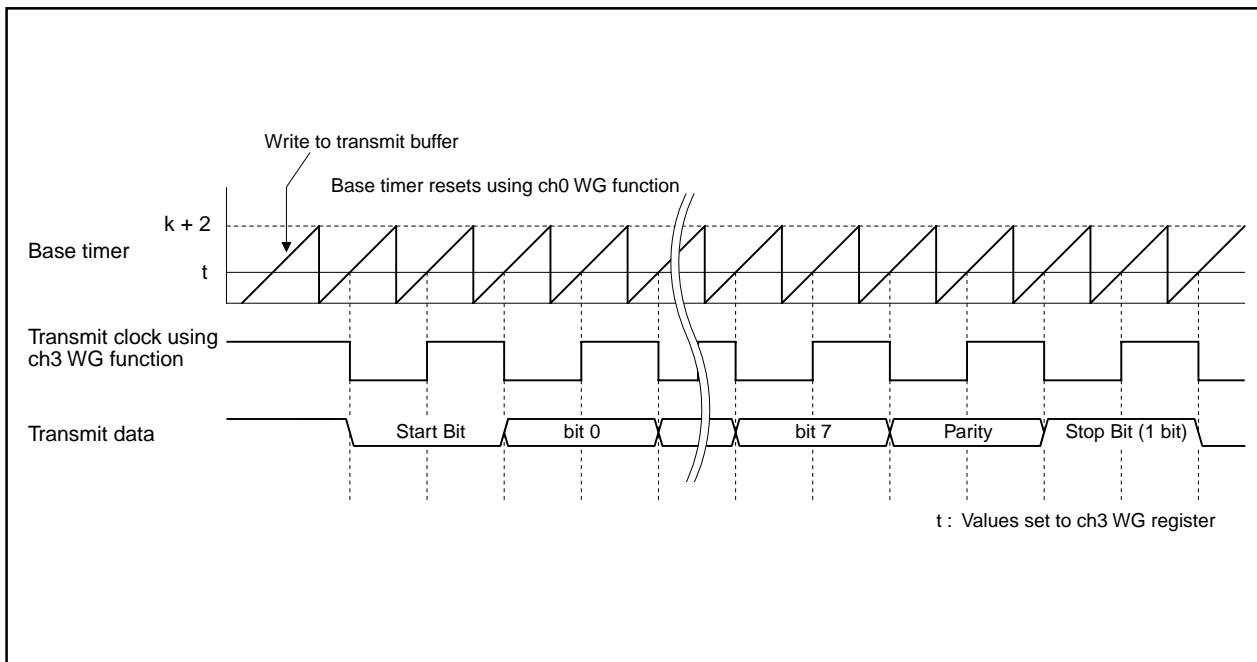 Write to transmit buffer
Base timer resets using ch0 WG function
k + 2
Base timer
t
Transmit clock using
ch3 WG function
Transmit data
Start Bit
bit 0
bit 7
Parity
Stop Bit (1 bit)
t : Values set to ch3 WG register